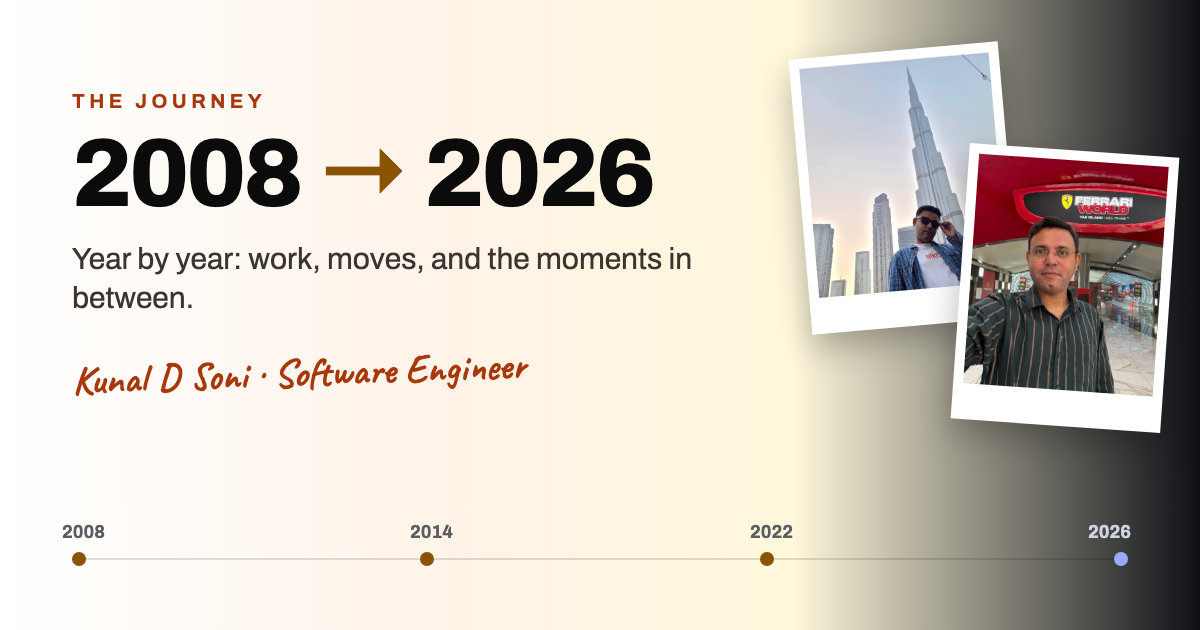 THE JOURNEY
2008 → 2026
Year by year: work, moves, and the moments in
between.
Kunal D Soni · Software Engineer
FERRARI
WORLD
2008
2014
2022
2026